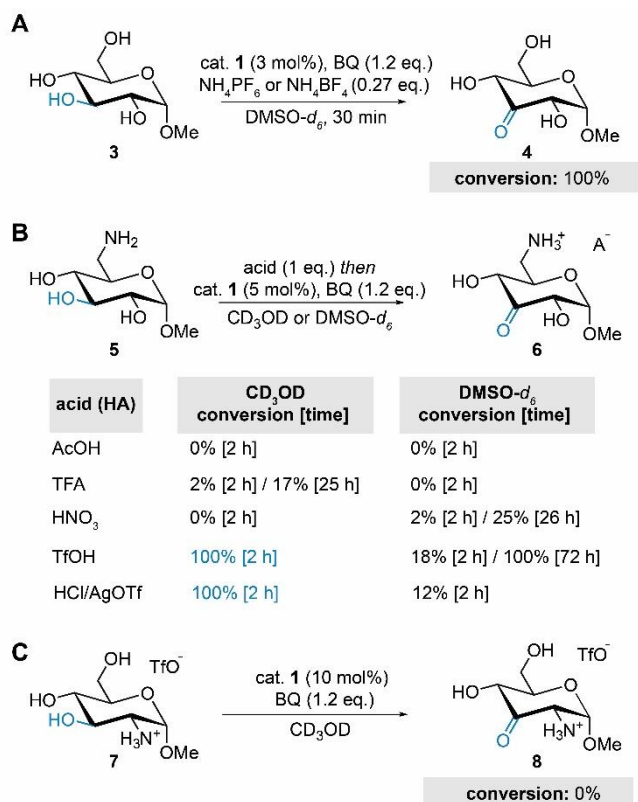 A
OH
HO
HO
O
HO
OMe
3
cat. 1 (3 mol%), BQ (1.2 eq.)
NH4PF6 or NH4BF4 (0.27 eq.)
DMSO-d6, 30 min
OH
HO
O
O
HO
OMe
4
conversion: 100%
B
NH2
HO
HO
O
HO
OMe
5
acid (1 eq.) then
cat. 1 (5 mol%), BQ (1.2 eq.)
CD3OD or DMSO-d6
NH3+ A−
HO
O
O
HO
OMe
6
acid (HA) CD3OD conversion [time] DMSO-d6 conversion [time]
AcOH 0% [2 h] 0% [2 h]
TFA 2% [2 h] / 17% [25 h] 0% [2 h]
HNO3 0% [2 h] 2% [2 h] / 25% [26 h]
TfOH 100% [2 h] 18% [2 h] / 100% [72 h]
HCl/AgOTf 100% [2 h] 12% [2 h]
C
OH TfO−
HO
HO
O
H3N+
OMe
7
cat. 1 (10 mol%)
BQ (1.2 eq.)
CD3OD
OH TfO−
HO
O
O
H3N+
OMe
8
conversion: 0%